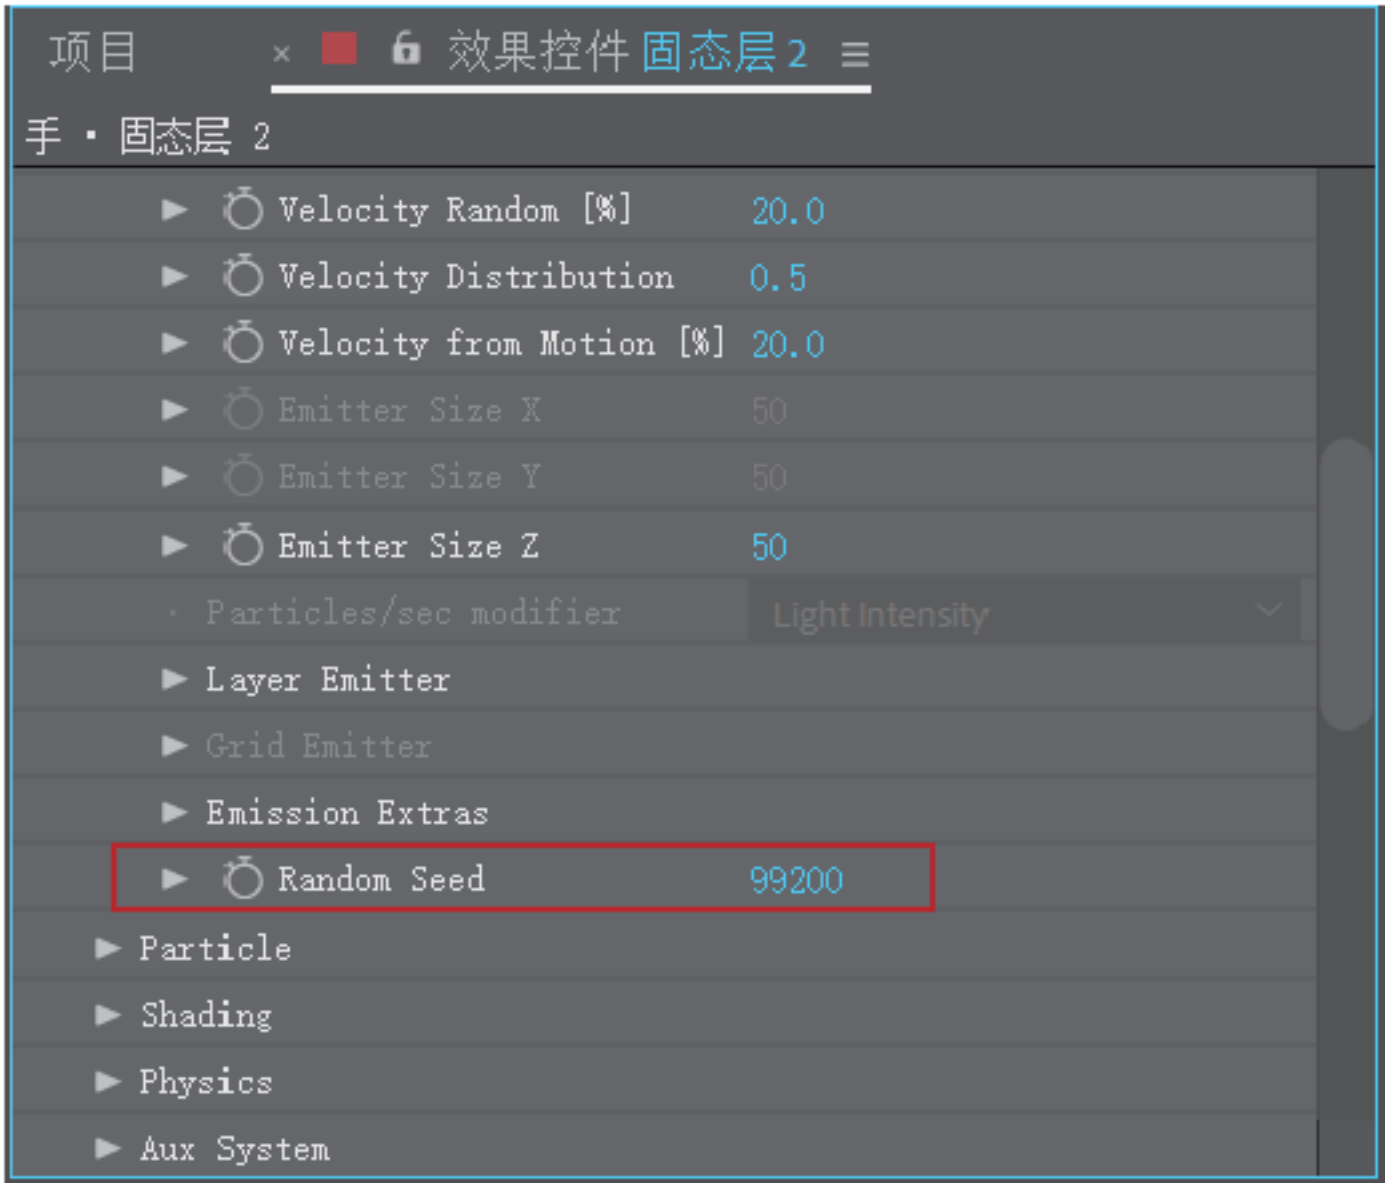 项目 × 效果控件 固态层 2 ≡
手 · 固态层 2
Velocity Random [%] 20.0
Velocity Distribution 0.5
Velocity from Motion [%] 20.0
Emitter Size X 50
Emitter Size Y 50
Emitter Size Z 50
· Particles/sec modifier Light Intensity
Layer Emitter
Grid Emitter
Emission Extras
Random Seed 99200
Particle
Shading
Physics
Aux System